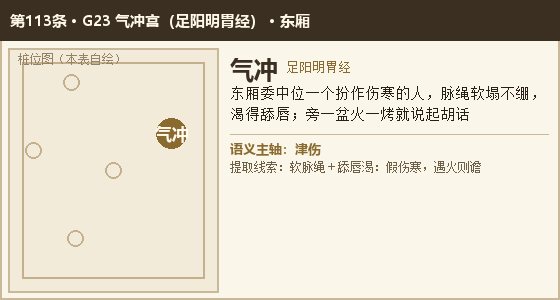 第113条·G23 气冲宫（足阳明胃经）·东厢
桩位图（本表自绘）
气冲
气冲 足阳明胃经
东厢委中位一个扮作伤寒的人，脉绳软塌不绷，
渴得舔唇；旁一盆火一烤就说起胡话
语义主轴：津伤
提取线索：软脉绳＋舔唇渴：假伤寒，遇火则谵